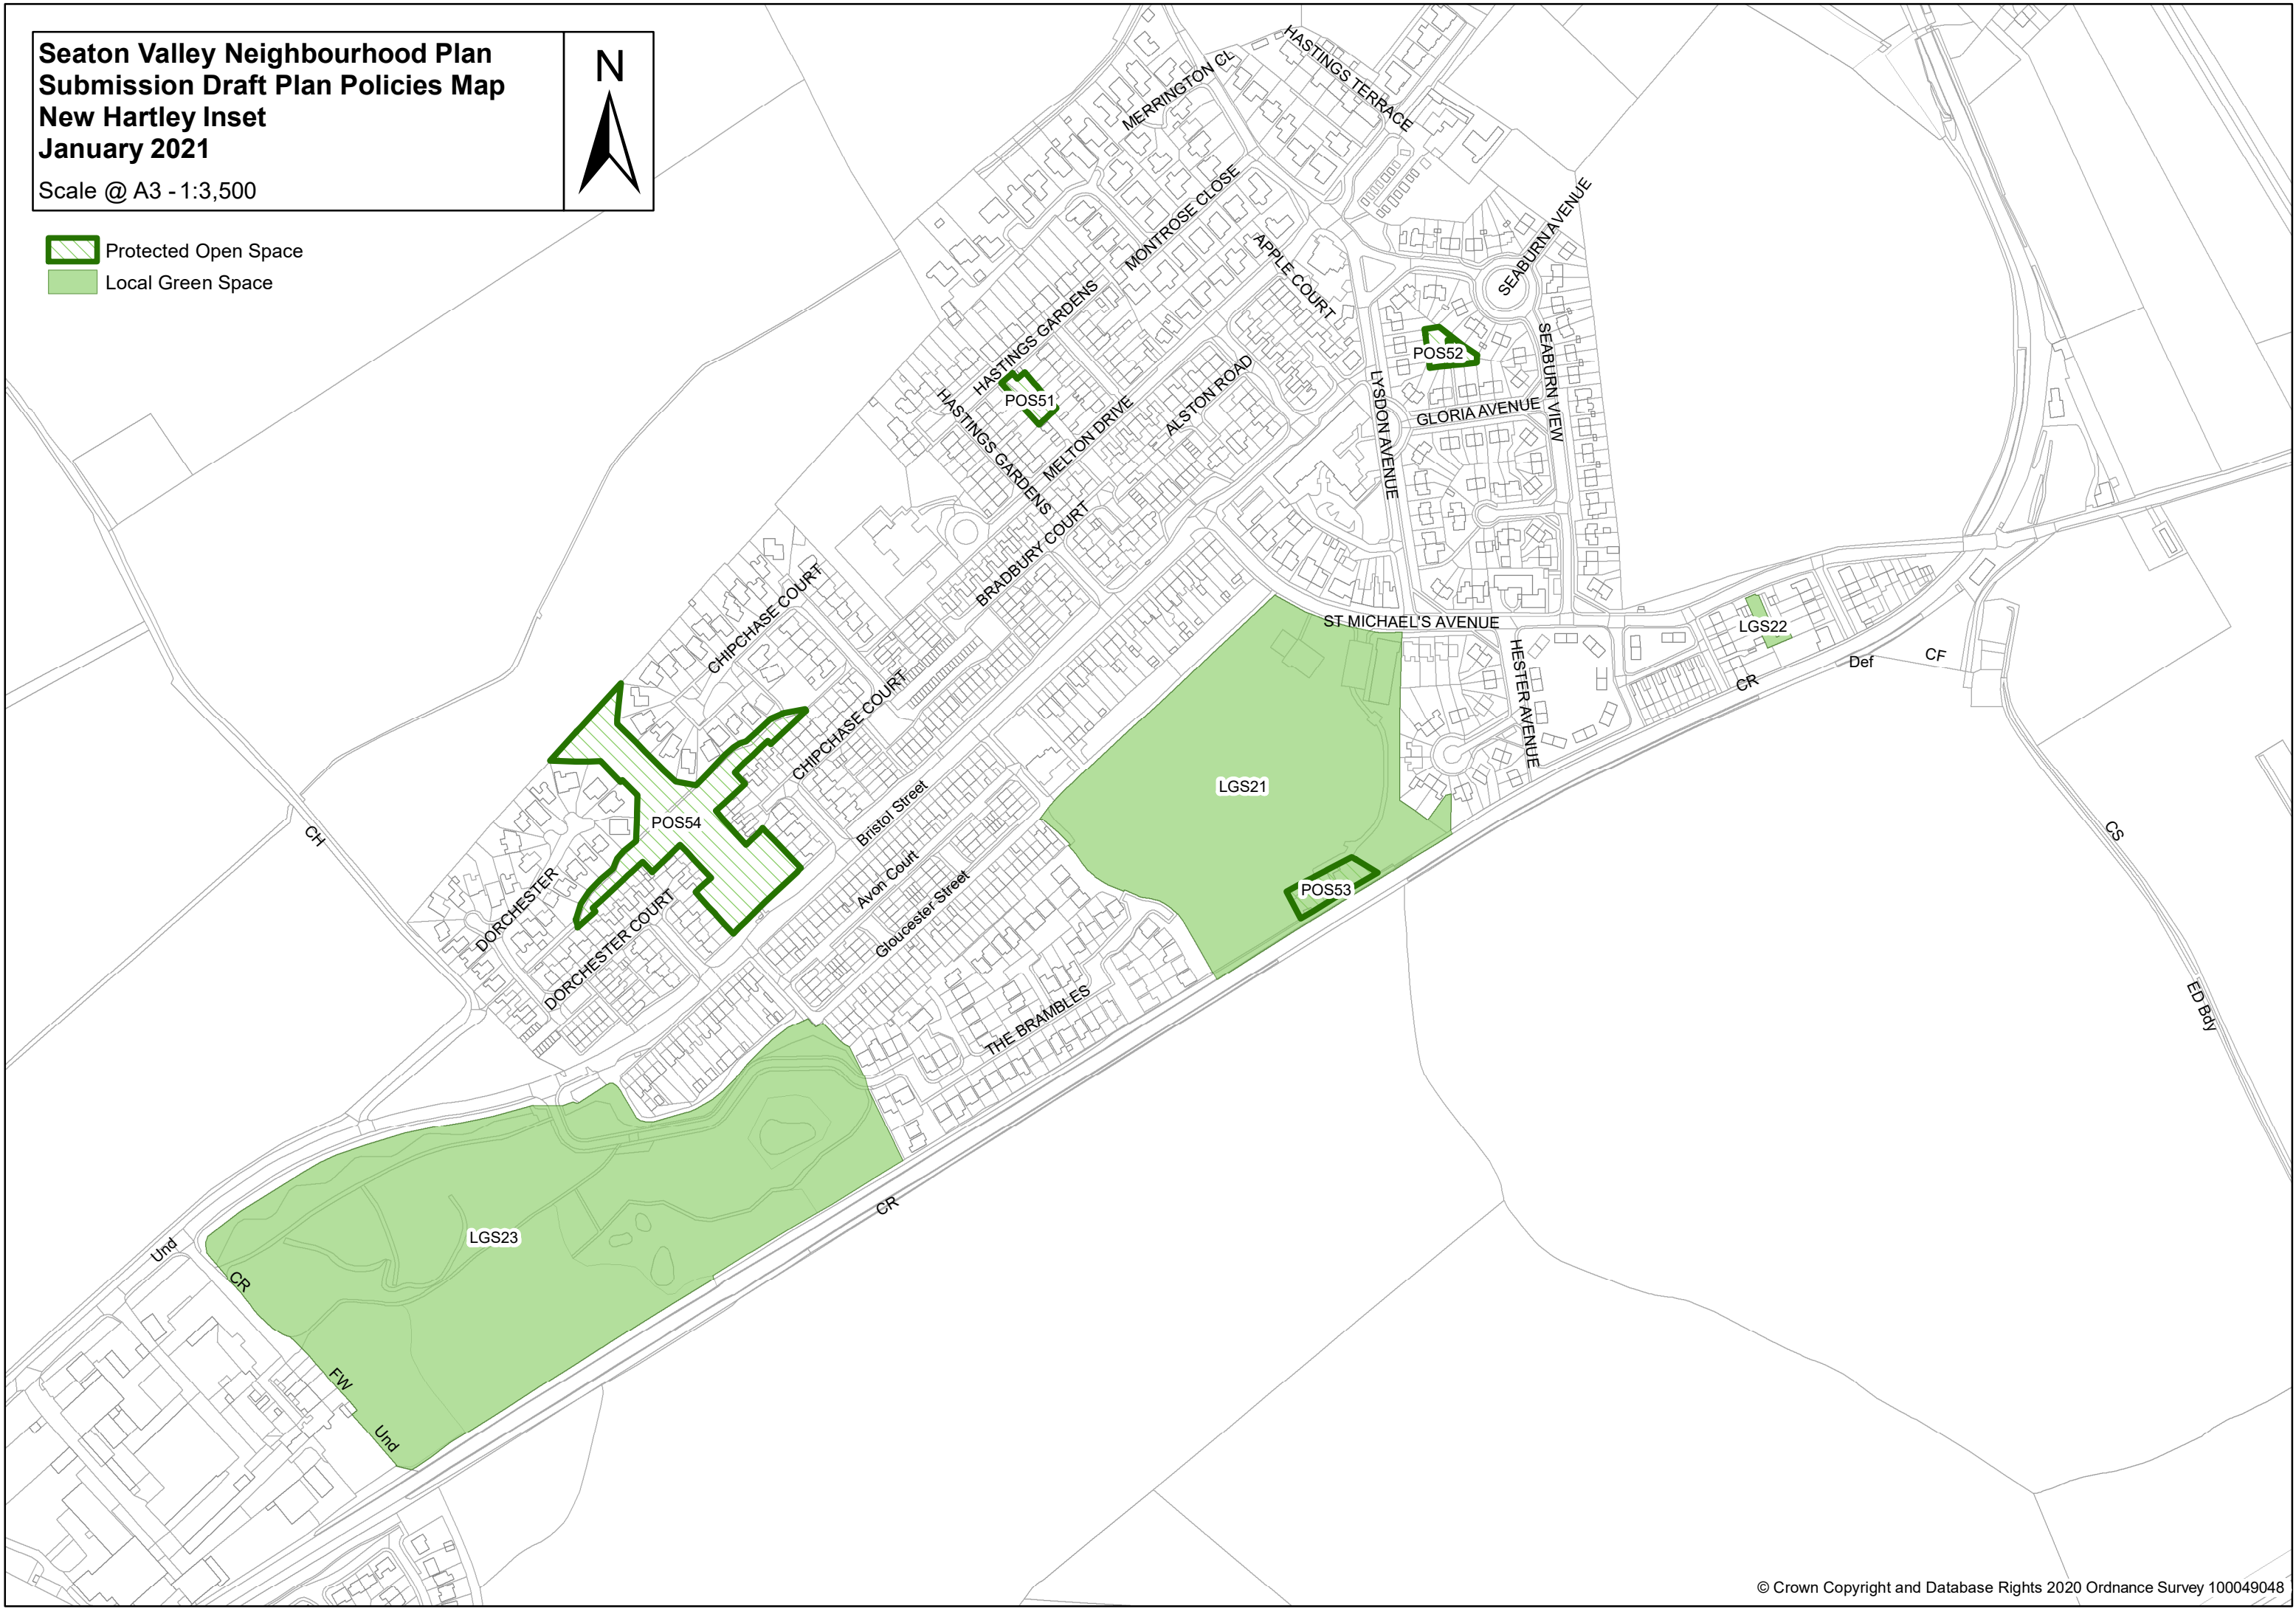 Seaton Valley Neighbourhood Plan
Submission Draft Plan Policies Map
New Hartley Inset
January 2021
Scale @ A3 - 1:3,500
N
Protected Open Space
Local Green Space
MERRINGTON CL
HASTINGS TERRACE
MONTROSE CLOSE
SEABURN AVENUE
APPLE COURT
HASTINGS GARDENS
POS51
HASTINGS GARDENS
MELTON DRIVE
ALSTON ROAD
POS52
LYSDON AVENUE
GLORIA AVENUE
SEABURN VIEW
BRADBURY COURT
CHIPCHASE COURT
CHIPCHASE COURT
ST MICHAEL'S AVENUE
HESTER AVENUE
LGS22
Def
CF
CR
LGS21
POS53
POS54
Bristol Street
Avon Court
Gloucester Street
DORCHESTER
DORCHESTER COURT
THE BRAMBLES
CH
CS
ED Bdy
CR
LGS23
Und
CR
FW
Und
© Crown Copyright and Database Rights 2020 Ordnance Survey 100049048